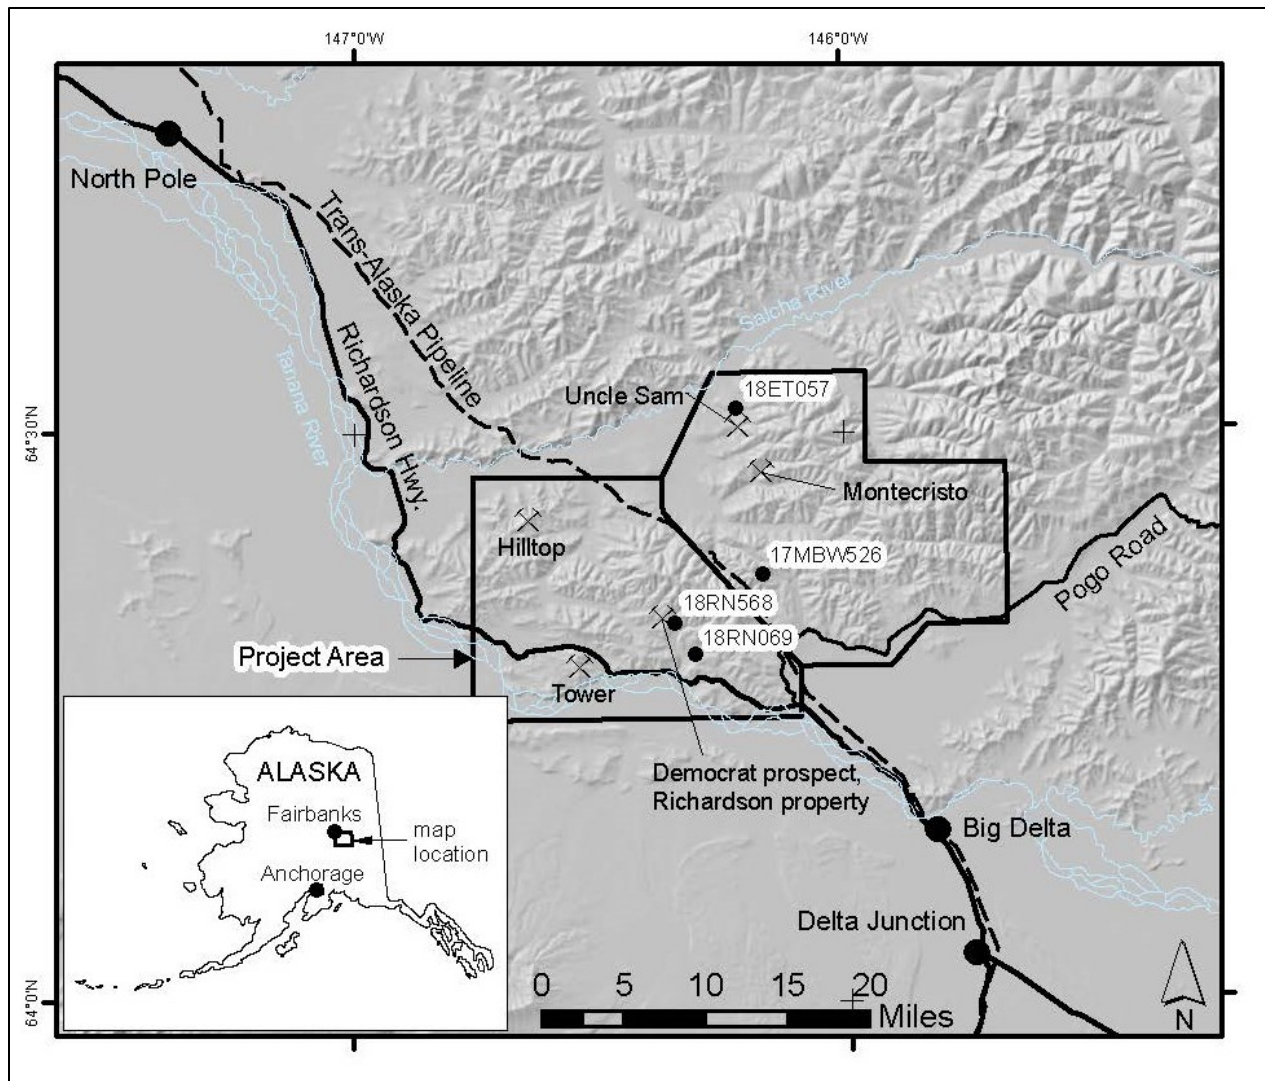 147°0'W
146°0'W
North Pole
Trans-Alaska Pipeline
Salcha River
Richardson Hwy.
Tanana River
Uncle Sam
18ET057
64°30'N
Montecristo
Hilltop
17MBW526
Pogo Road
18RN568
18RN069
Project Area
Tower
Democrat prospect,
Richardson property
ALASKA
Fairbanks
map
location
Anchorage
Big Delta
Delta Junction
0 5 10 15 20
Miles
64°0'N
N